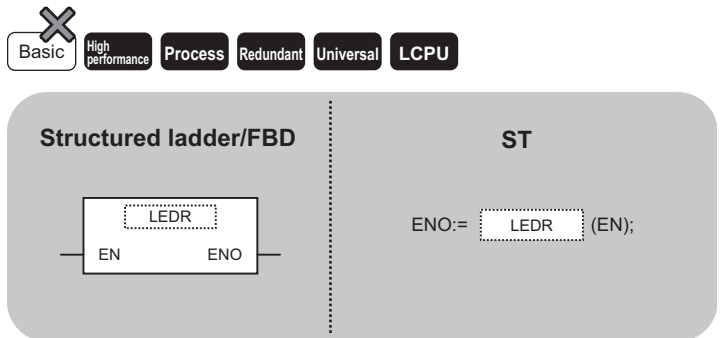 Basic High performance Process Redundant Universal LCPU
Structured ladder/FBD
LEDR
EN ENO
ST
ENO:= LEDR (EN);